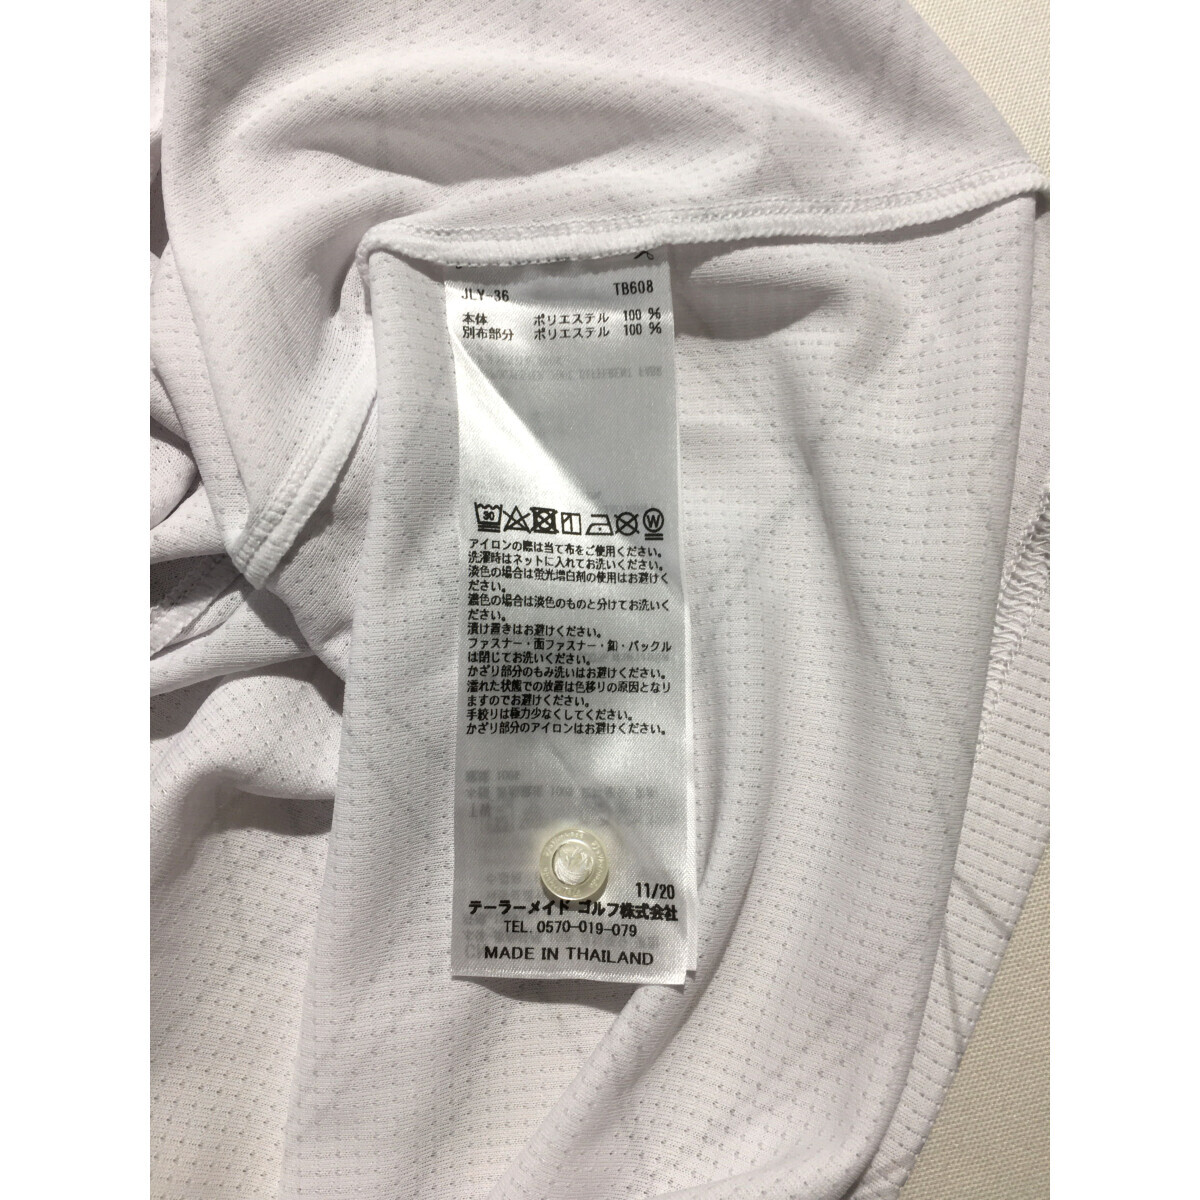 JLY-36 TB608
本体 ポリエステル 100 %
別布部分 ポリエステル 100 %
30 W
アイロンの際は当て布をご使用ください。
洗濯時はネットに入れてお洗いください。
淡色の場合は蛍光増白剤の使用はお避けく
ださい。
濃色の場合は淡色のものと分けてお洗いく
ださい。
漬け置きはお避けください。
ファスナー・面ファスナー・釦・バックル
は閉じてお洗いください。
かざり部分のもみ洗いはお避けください。
濡れた状態での放置は色移りの原因となり
ますのでお避けください。
手絞りは極力少なくしてください。
かざり部分のアイロンはお避けください。
11/20
テーラーメイド ゴルフ株式会社
TEL. 0570-019-079
MADE IN THAILAND